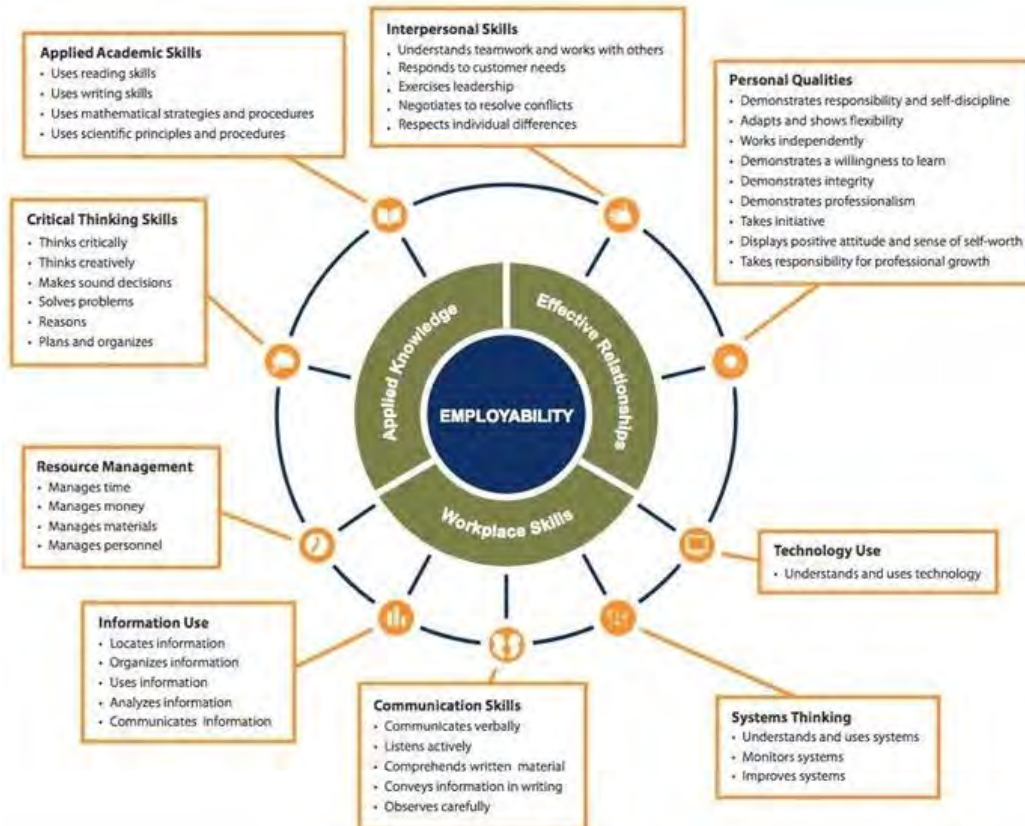 Applied Academic Skills
• Uses reading skills
• Uses writing skills
• Uses mathematical strategies and procedures
• Uses scientific principles and procedures
Interpersonal Skills
• Understands teamwork and works with others
• Responds to customer needs
• Exercises leadership
• Negotiates to resolve conflicts
• Respects individual differences
Personal Qualities
• Demonstrates responsibility and self-discipline
• Adapts and shows flexibility
• Works independently
• Demonstrates a willingness to learn
• Demonstrates integrity
• Demonstrates professionalism
• Takes initiative
• Displays positive attitude and sense of self-worth
• Takes responsibility for professional growth
Critical Thinking Skills
• Thinks critically
• Thinks creatively
• Makes sound decisions
• Solves problems
• Reasons
• Plans and organizes
Applied Knowledge
Effective Relationships
EMPLOYABILITY
Workplace Skills
Resource Management
• Manages time
• Manages money
• Manages materials
• Manages personnel
Technology Use
• Understands and uses technology
Information Use
• Locates information
• Organizes information
• Uses information
• Analyzes information
• Communicates information
Communication Skills
• Communicates verbally
• Listens actively
• Comprehends written material
• Conveys information in writing
• Observes carefully
Systems Thinking
• Understands and uses systems
• Monitors systems
• Improves systems